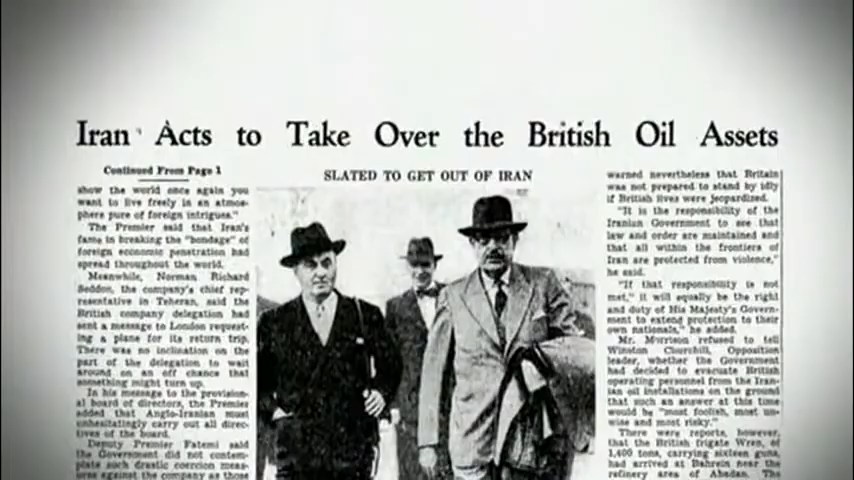 Iran Acts to Take Over the British Oil Assets
Continued From Page 1
show the world once again you
want to live freely in an atmos-
phere pure of foreign intrigues."
The Premier said that Iran's
fame in breaking the "bondage" of
foreign economic penetration had
spread throughout the world.
Meanwhile, Norman Richard
Seddon, the company's chief rep-
resentative in Teheran, said the
British company delegation had
sent a message to London request-
ing a plane for its return trip.
There was no inclination on the
part of the delegation to wait
around on an off chance that
something might turn up.
In his message to the provision-
al board of directors, the Premier
added that Anglo-Iranian must
unhesitatingly carry out all direc-
tives of the board.
Deputy Premier Fatemi said
the Government did not contem-
plate such drastic coercion meas-
ures against the company as those
SLATED TO GET OUT OF IRAN
warned nevertheless that Britain
was not prepared to stand by idly
if British lives were jeopardized.
"It is the responsibility of the
Iranian Government to see that
law and order are maintained and
that all within the frontiers of
Iran are protected from violence,"
he said.
"If that responsibility is not
met," it will equally be the right
and duty of His Majesty's Govern-
ment to extend protection to their
own nationals," he added.
Mr. Morrison refused to tell
Winston Churchill, Opposition
leader, whether the Government
had decided to evacuate British
operating personnel from the Iran-
ian oil installations on the ground
that such an answer at this time
would be "most foolish, most un-
wise and most risky."
There were reports, however,
that the British frigate Wren, of
1,400 tons, carrying sixteen guns,
had arrived at Bahrein near the
refinery area of Abadan. The